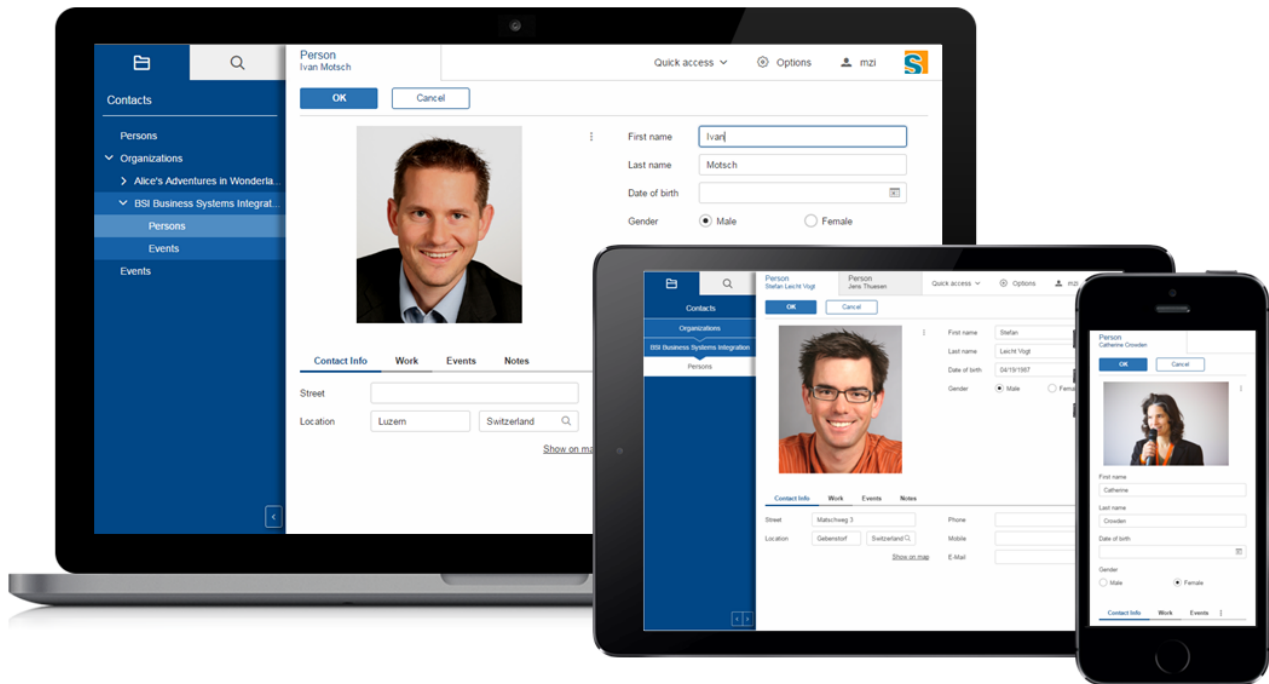 Person
Ivan Motsch
Quick access
Options
mzi
S
Contacts
OK
Cancel
Persons
Organizations
Alice's Adventures in Wonderla...
BSI Business Systems Integrat...
Persons
Events
Events
First name
Ivan
Last name
Motsch
Date of birth
Gender
Male
Female
Contact Info
Work
Events
Notes
Street
Location
Luzern
Switzerland
Show on map
Contacts
Organizations
BSI Business Systems Integration
Persons
Person
Stefan Leicht Vogt
Person
Jens Thuesen
Quick access
Options
mzi
OK
Cancel
First name
Stefan
Last name
Leicht Vogt
Date of birth
04/19/1987
Gender
Male
Contact Info
Work
Events
Notes
Street
Matschweg 3
Location
Gebenstorf
Switzerland
Show on map
Phone
Mobile
E-Mail
Person
Catherine Crowden
OK
Cancel
First name
Catherine
Last name
Crowden
Date of birth
Gender
Male
Female
Contact Info
Work
Events